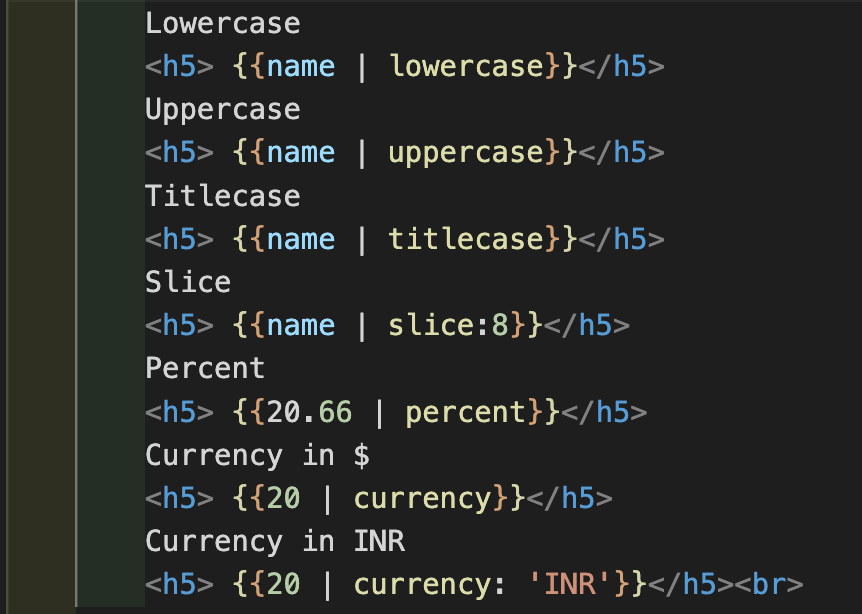 Lowercase
<h5> {{name | lowercase}}</h5>
Uppercase
<h5> {{name | uppercase}}</h5>
Titlecase
<h5> {{name | titlecase}}</h5>
Slice
<h5> {{name | slice:8}}</h5>
Percent
<h5> {{20.66 | percent}}</h5>
Currency in $
<h5> {{20 | currency}}</h5>
Currency in INR
<h5> {{20 | currency: 'INR'}}</h5><br>